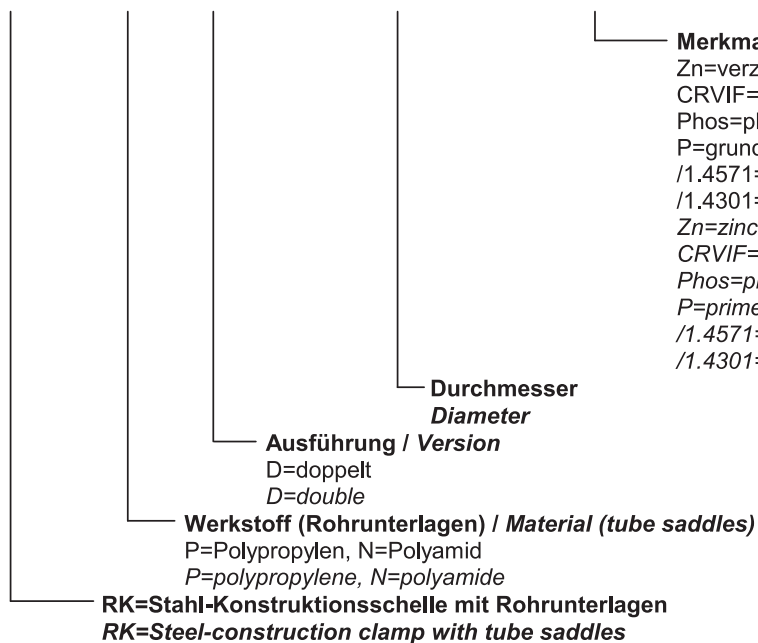 Zn=verz
CRVIF=
Phos=
P=grund
/1.4571=
/1.4301=
Zn=zinc
CRVIF=
Phos=
P=prime
/1.4571=
/1.4301=
Durchmesser
Diameter
Ausführung / Version
D=doppelt
D=double
Werkstoff (Rohrunterlagen) / Material (tube saddles)
P=Polypropylen, N=Polyamid
P=polypropylene, N=polyamide
RK=Stahl-Konstruktionsschelle mit Rohrunterlagen
RK=Steel-construction clamp with tube saddles